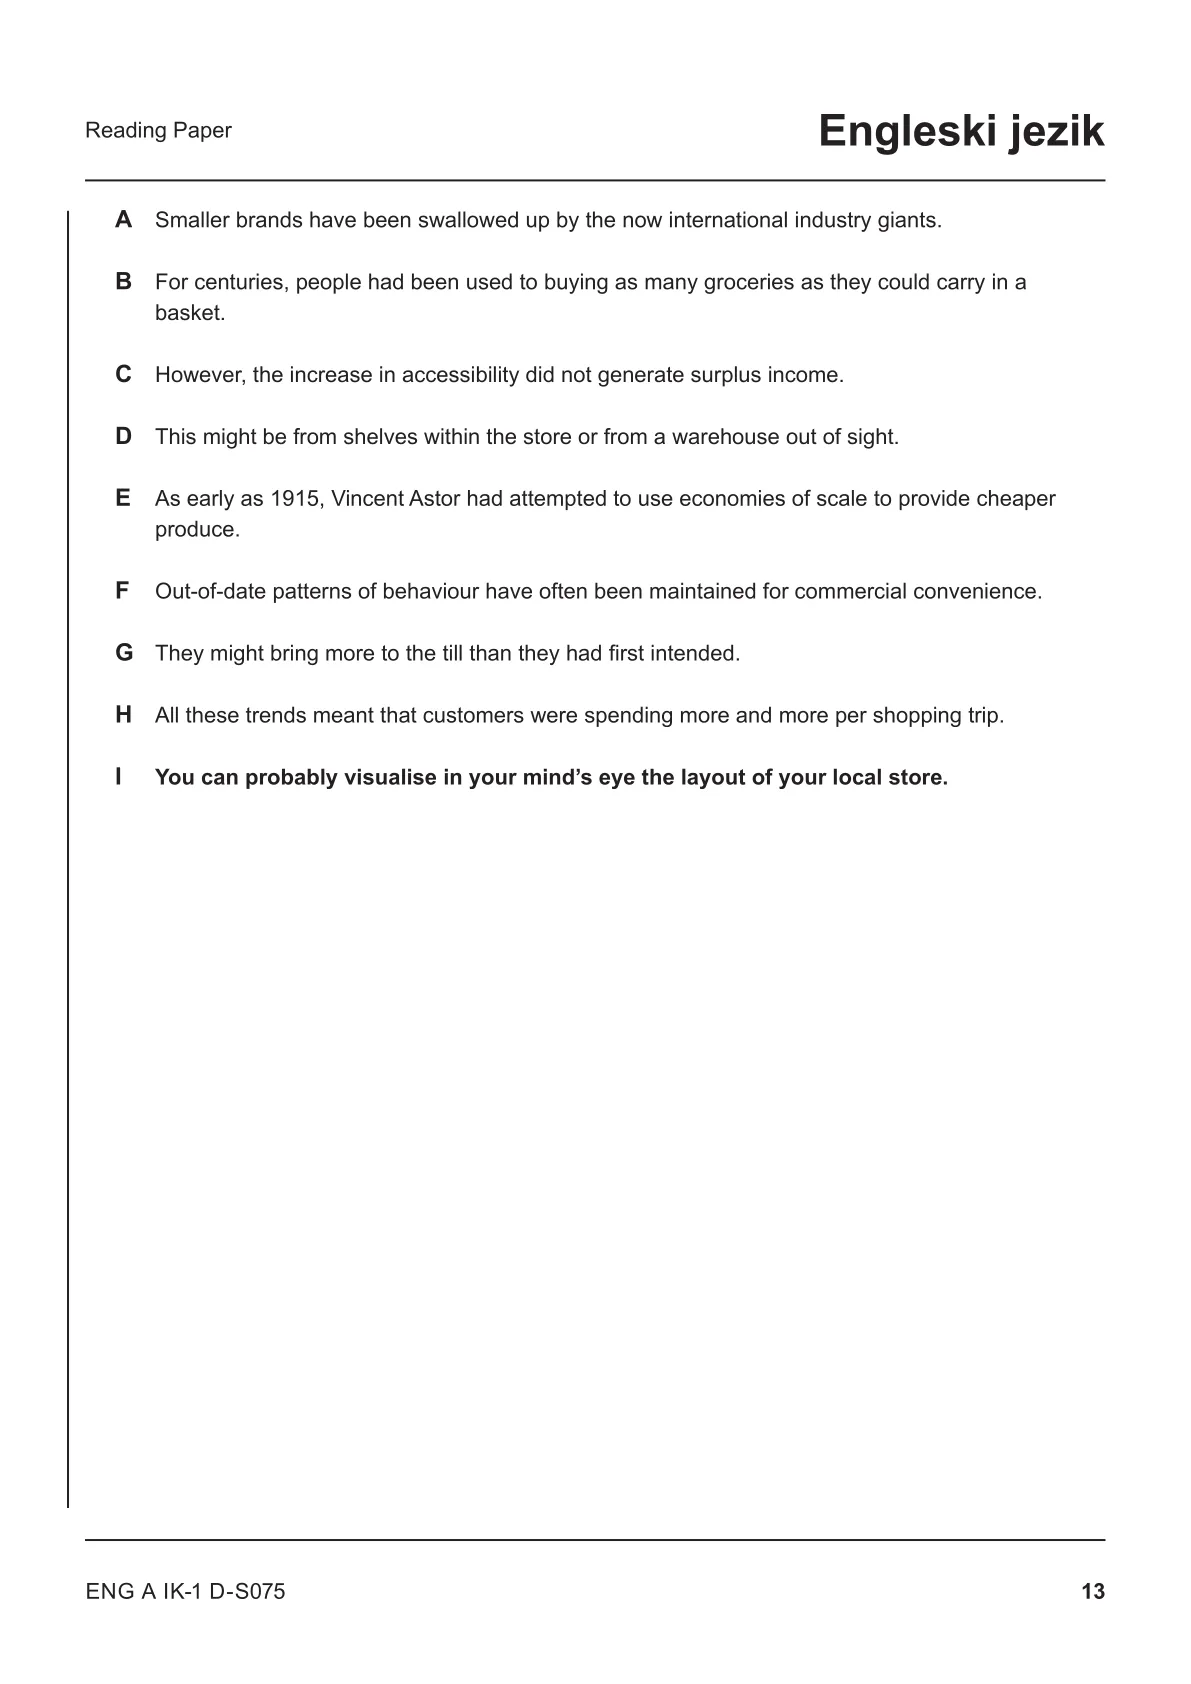 Reading Paper
Engleski jezik
A Smaller brands have been swallowed up by the now international industry giants.
B For centuries, people had been used to buying as many groceries as they could carry in a
basket.
C However, the increase in accessibility did not generate surplus income.
D This might be from shelves within the store or from a warehouse out of sight.
E As early as 1915, Vincent Astor had attempted to use economies of scale to provide cheaper
produce.
F Out-of-date patterns of behaviour have often been maintained for commercial convenience.
G They might bring more to the till than they had first intended.
H All these trends meant that customers were spending more and more per shopping trip.
I You can probably visualise in your mind’s eye the layout of your local store.
ENG A IK-1 D-S075
13